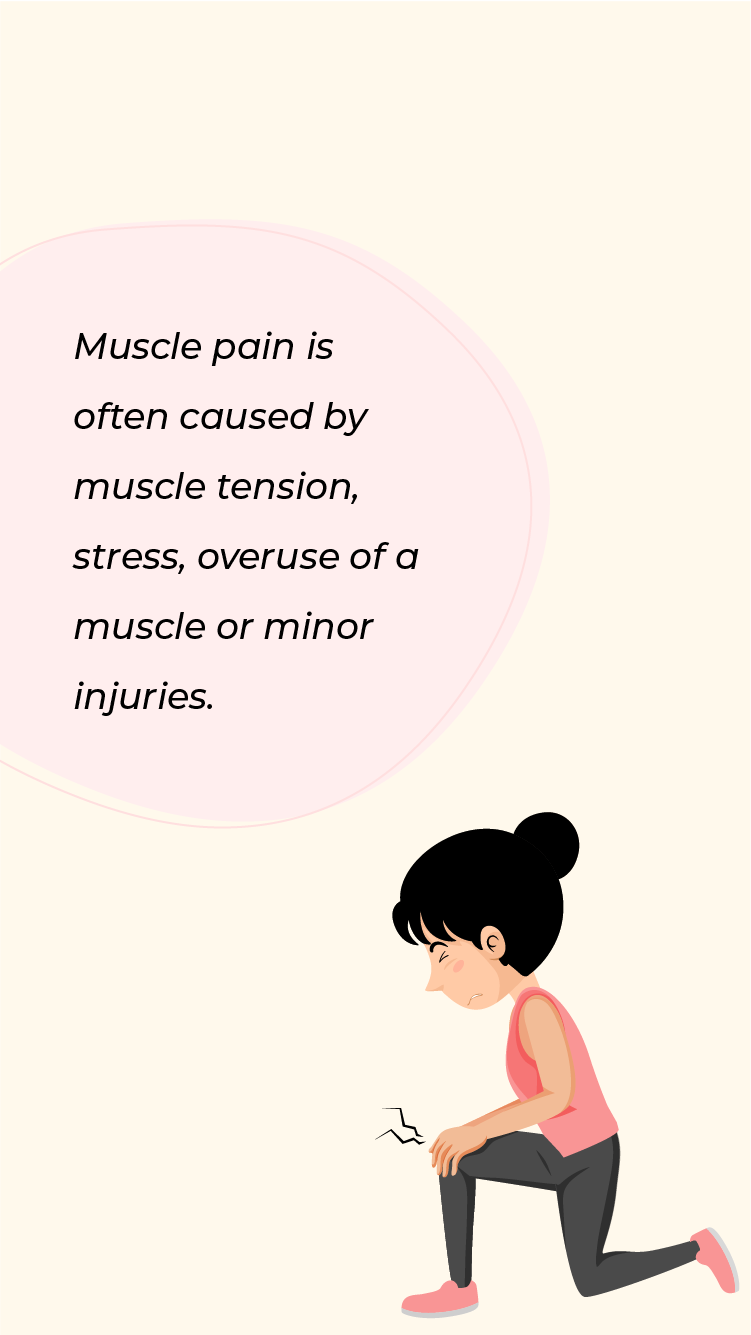 Muscle pain is
often caused by
muscle tension,
stress, overuse of a
muscle or minor
injuries.